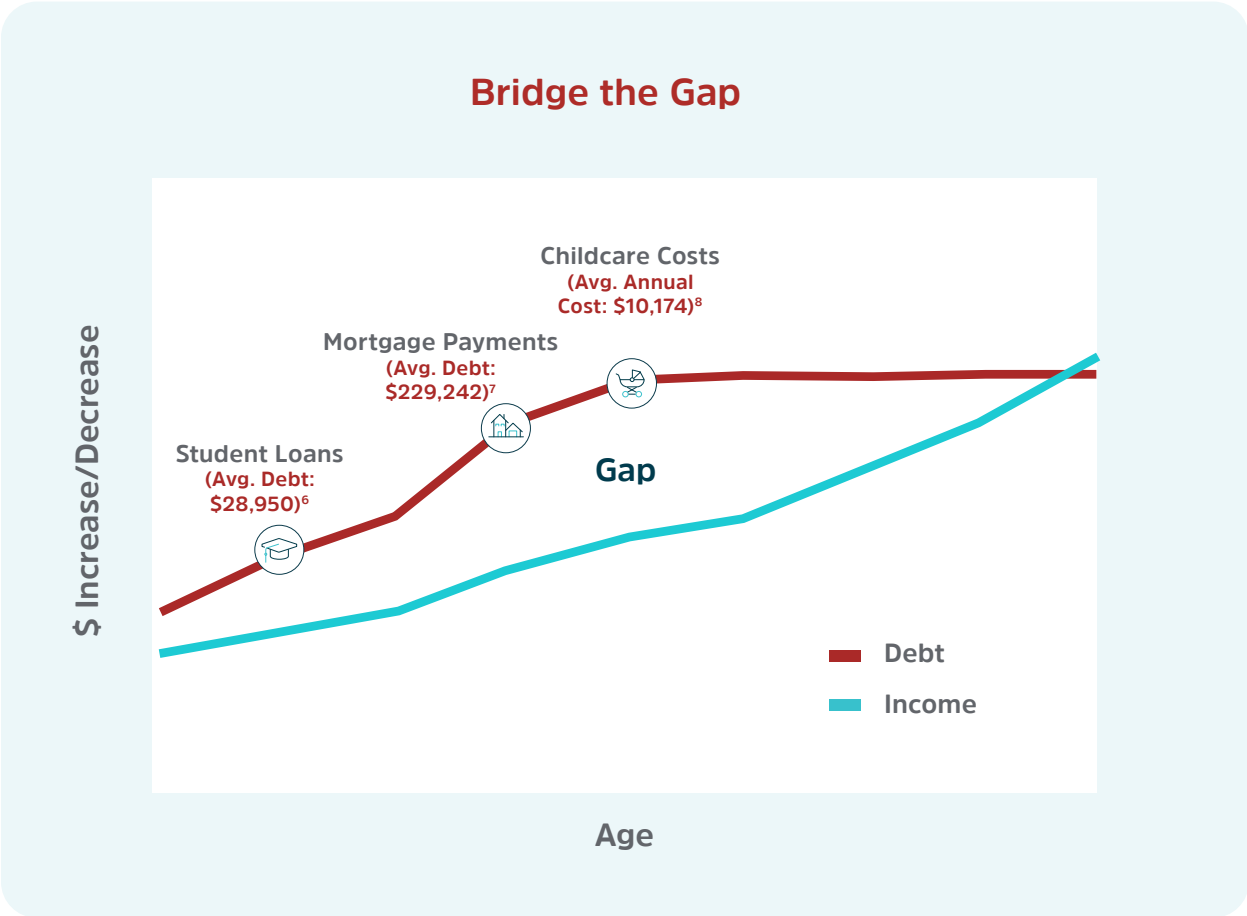 Bridge the Gap
Childcare Costs
(Avg. Annual
Cost: $10,174)⁸
Mortgage Payments
(Avg. Debt:
$229,242)⁷
Student Loans
(Avg. Debt:
$28,950)⁶
Gap
$ Increase/Decrease
Debt
Income
Age